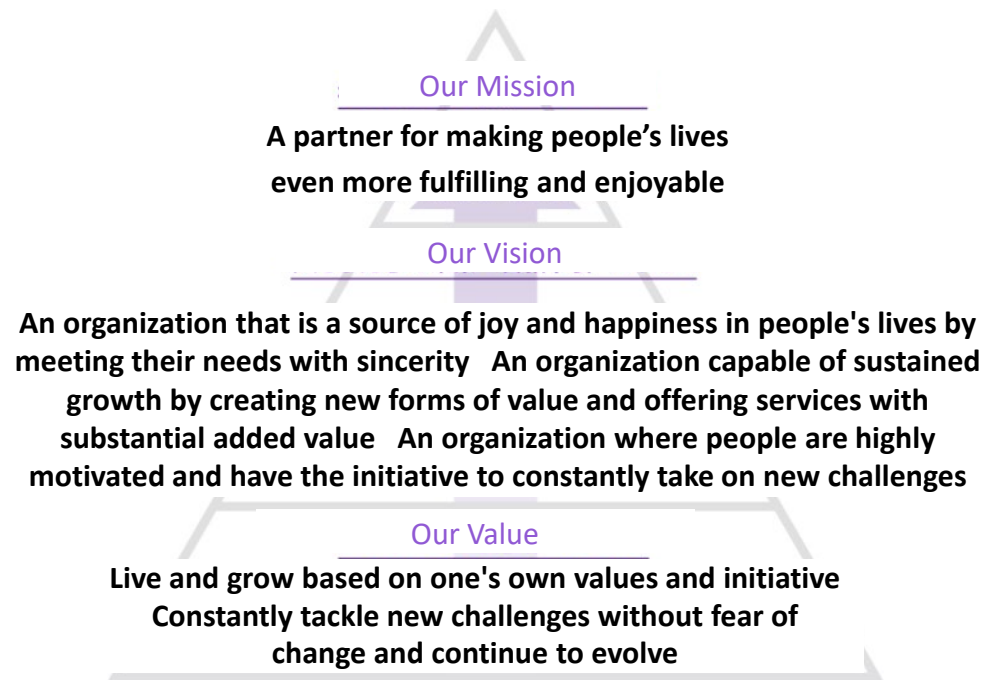 Our Mission
A partner for making people’s lives
even more fulfilling and enjoyable
Our Vision
An organization that is a source of joy and happiness in people's lives by
meeting their needs with sincerity   An organization capable of sustained
growth by creating new forms of value and offering services with
substantial added value   An organization where people are highly
motivated and have the initiative to constantly take on new challenges
Our Value
Live and grow based on one's own values and initiative
Constantly tackle new challenges without fear of
change and continue to evolve